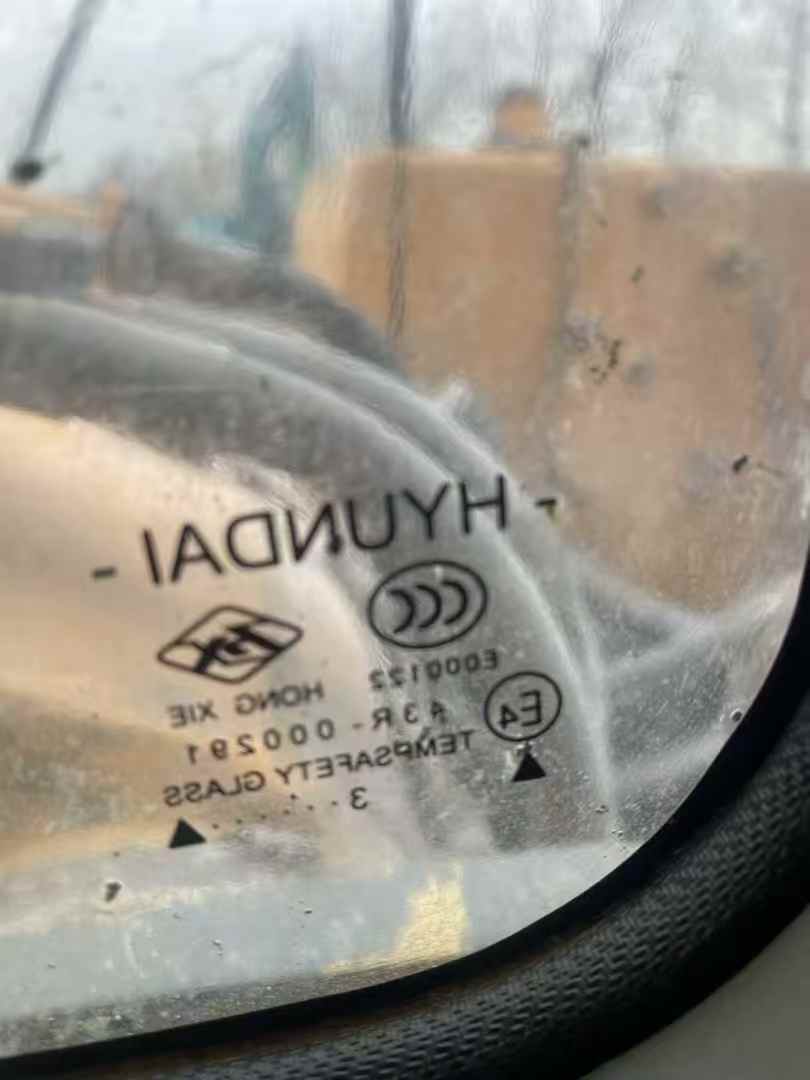 - HYUNDAI -
CCC
E000122
HONG XIE
E4
43R-000291
TEMPSAFETY GLASS
3.......